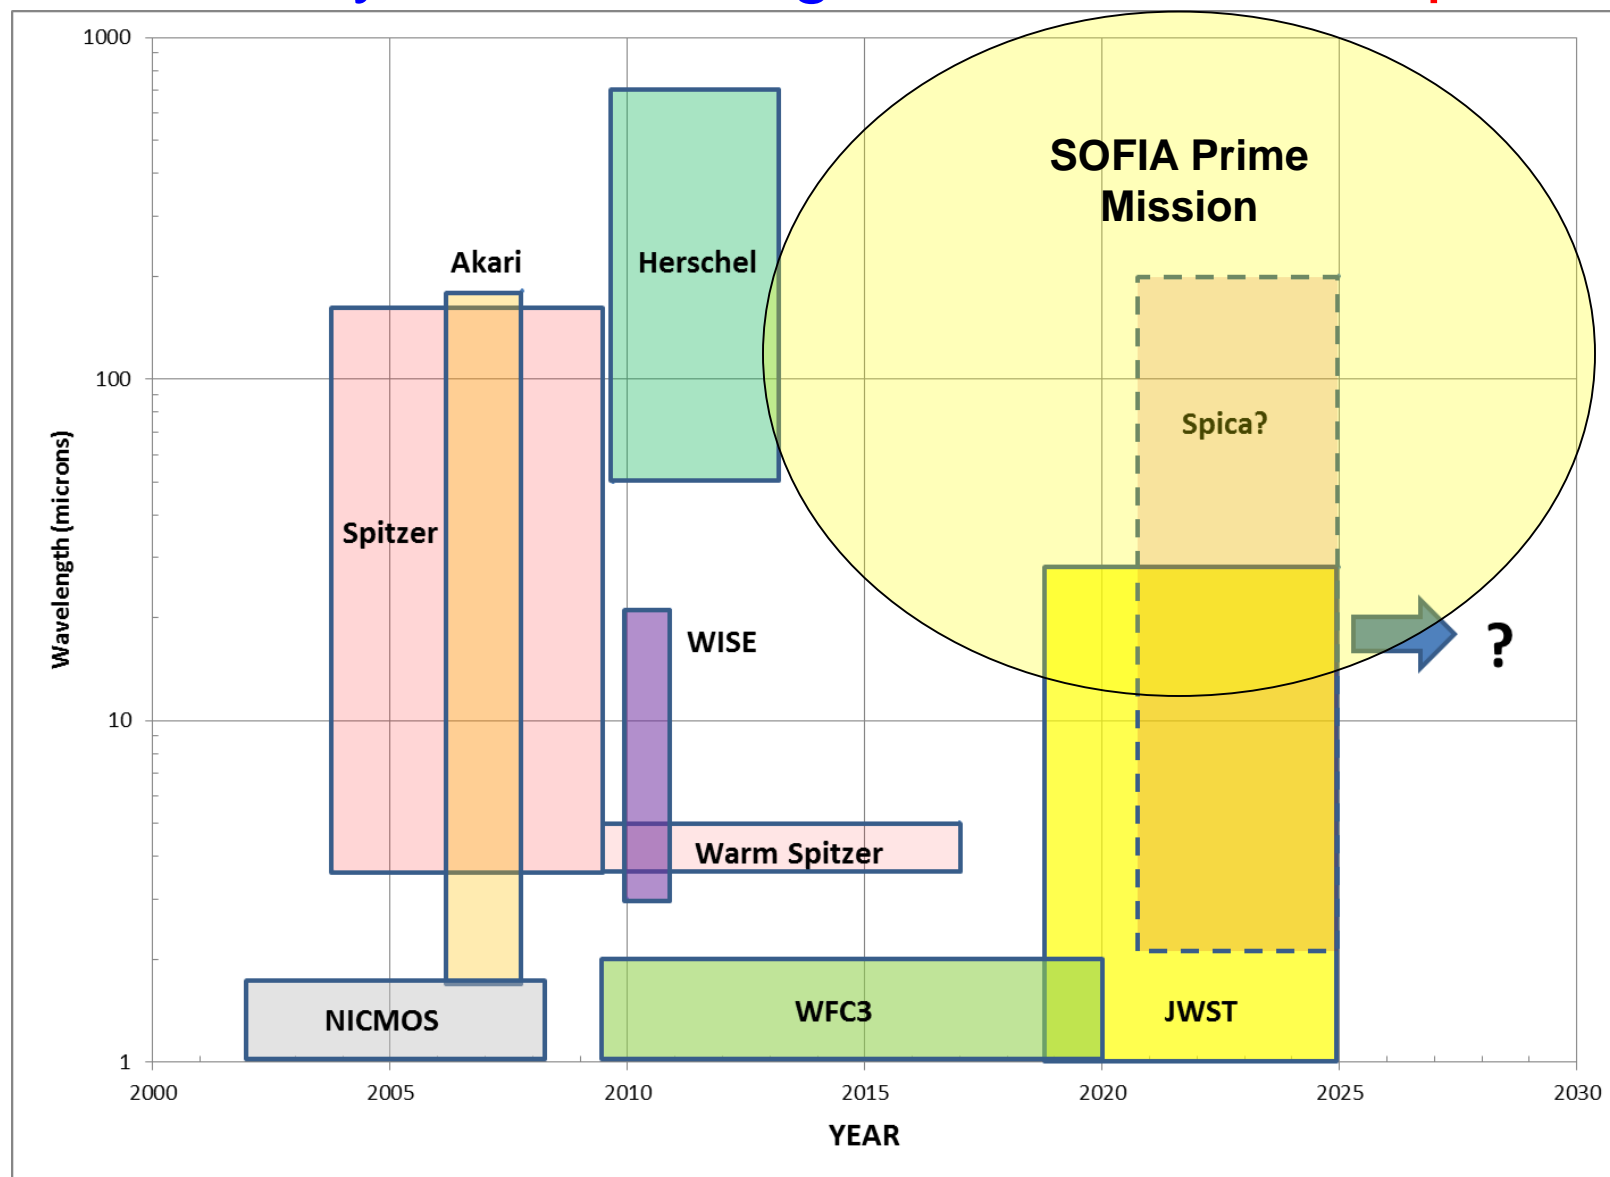 1000
SOFIA Prime
Mission
Akari
Herschel
100
Spica?
Spitzer
WISE
?
10
Warm Spitzer
NICMOS
WFC3
JWST
1
2000 2005 2010 2015 2020 2025 2030
YEAR
Wavelength (microns)